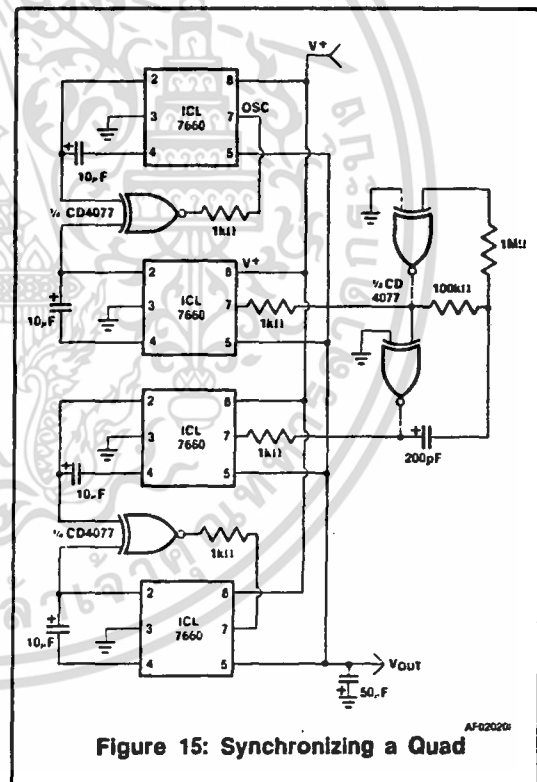 V+
2
8
ICL
7660
OSC
3
7
4
5
10µF
¼ CD4077
1kΩ
V+
2
8
ICL
7660
3
7
10µF
1kΩ
4
5
½ CD
4077
100kΩ
1MΩ
2
8
ICL
7660
3
7
1kΩ
200pF
4
5
10µF
¼ CD4077
1kΩ
2
8
ICL
7660
3
7
10µF
4
5
VOUT
50µF
AF02020I
Figure 15: Synchronizing a Quad